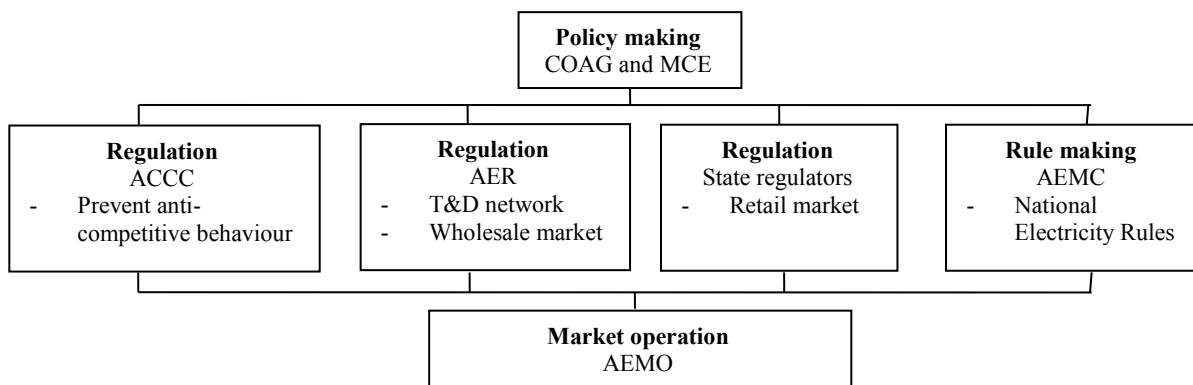 Policy making
COAG and MCE
Regulation
ACCC
- Prevent anti-
competitive behaviour
Regulation
AER
- T&D network
- Wholesale market
Regulation
State regulators
- Retail market
Rule making
AEMC
- National
Electricity Rules
Market operation
AEMO